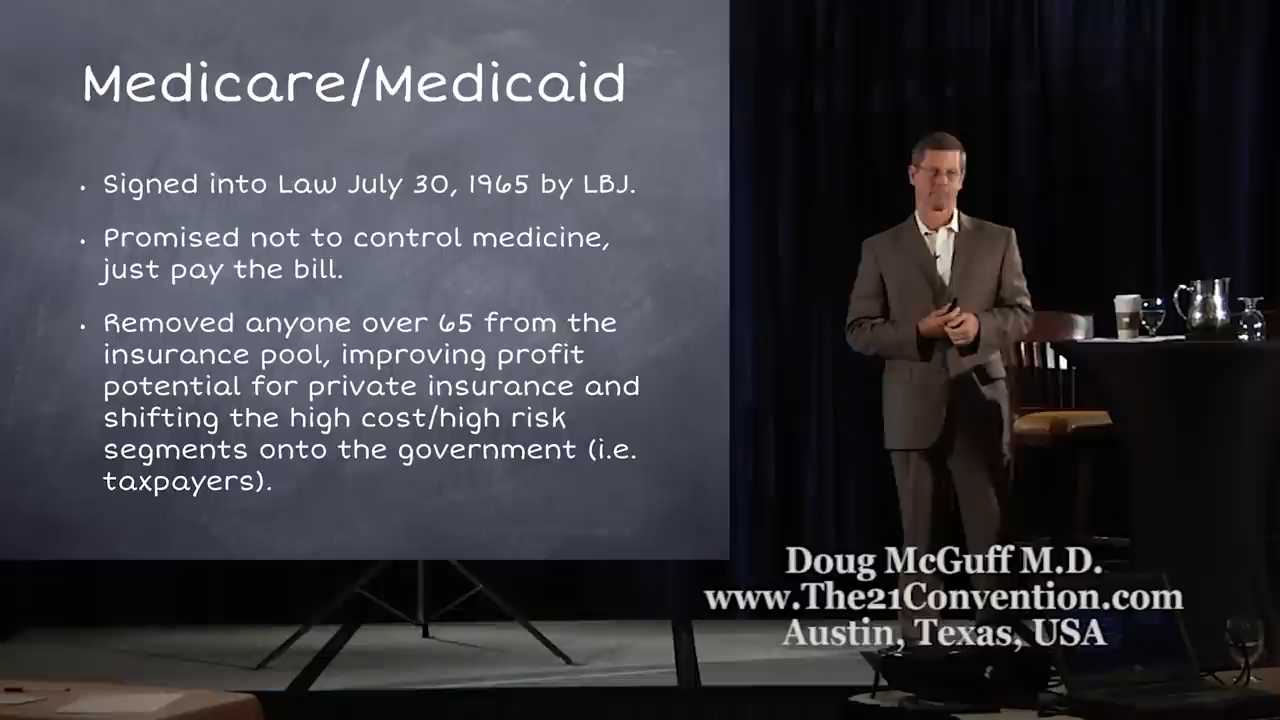 Medicare/Medicaid
• Signed into Law July 30, 1965 by LBJ.
• Promised not to control medicine,
just pay the bill.
• Removed anyone over 65 from the
insurance pool, improving profit
potential for private insurance and
shifting the high cost/high risk
segments onto the government (i.e.
taxpayers).
Doug McGuff M.D.
www.The21Convention.com
Austin, Texas, USA